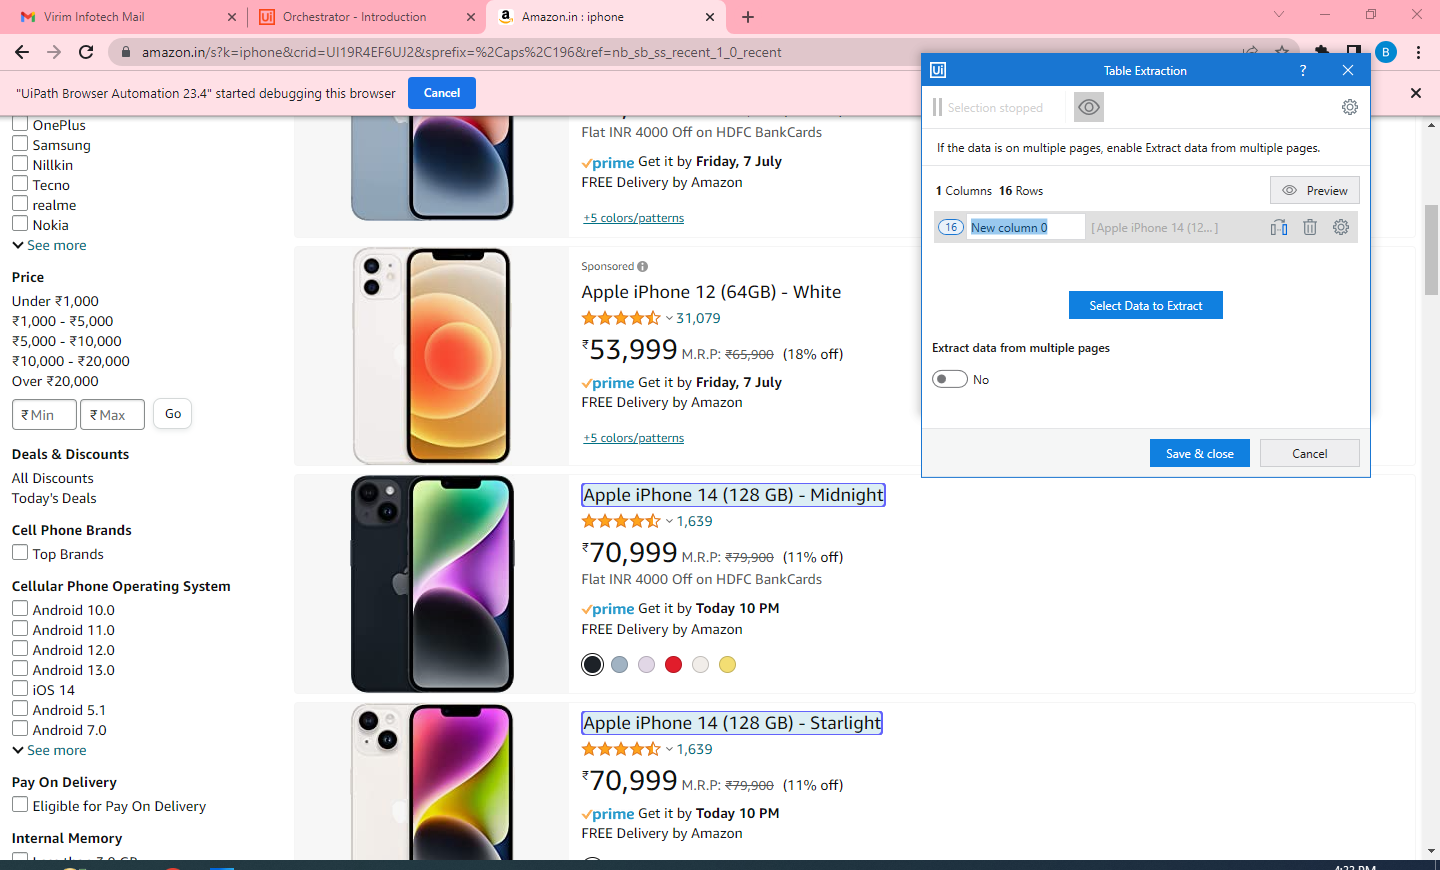 Virim Infotech Mail
Orchestrator - Introduction
Amazon.in : iphone
amazon.in/s?k=iphone&crid=UI19R4EF6UJ2&sprefix=%2Caps%2C196&ref=nb_sb_ss_recent_1_0_recent
B
"UiPath Browser Automation 23.4" started debugging this browser
Cancel
OnePlus
Samsung
Nillkin
Tecno
realme
Nokia
See more
Price
Under ₹1,000
₹1,000 - ₹5,000
₹5,000 - ₹10,000
₹10,000 - ₹20,000
Over ₹20,000
₹ Min
₹ Max
Go
Deals & Discounts
All Discounts
Today's Deals
Cell Phone Brands
Top Brands
Cellular Phone Operating System
Android 10.0
Android 11.0
Android 12.0
Android 13.0
iOS 14
Android 5.1
Android 7.0
See more
Pay On Delivery
Eligible for Pay On Delivery
Internal Memory
Flat INR 4000 Off on HDFC BankCards
prime Get it by Friday, 7 July
FREE Delivery by Amazon
+5 colors/patterns
Sponsored
Apple iPhone 12 (64GB) - White
31,079
₹53,999 M.R.P: ₹65,900 (18% off)
prime Get it by Friday, 7 July
FREE Delivery by Amazon
+5 colors/patterns
Apple iPhone 14 (128 GB) - Midnight
1,639
₹70,999 M.R.P: ₹79,900 (11% off)
Flat INR 4000 Off on HDFC BankCards
prime Get it by Today 10 PM
FREE Delivery by Amazon
Apple iPhone 14 (128 GB) - Starlight
1,639
₹70,999 M.R.P: ₹79,900 (11% off)
prime Get it by Today 10 PM
FREE Delivery by Amazon
Ui
Table Extraction
?
Selection stopped
If the data is on multiple pages, enable Extract data from multiple pages.
1 Columns 16 Rows
Preview
16
New column 0
[ Apple iPhone 14 (12... ]
Select Data to Extract
Extract data from multiple pages
No
Save & close
Cancel